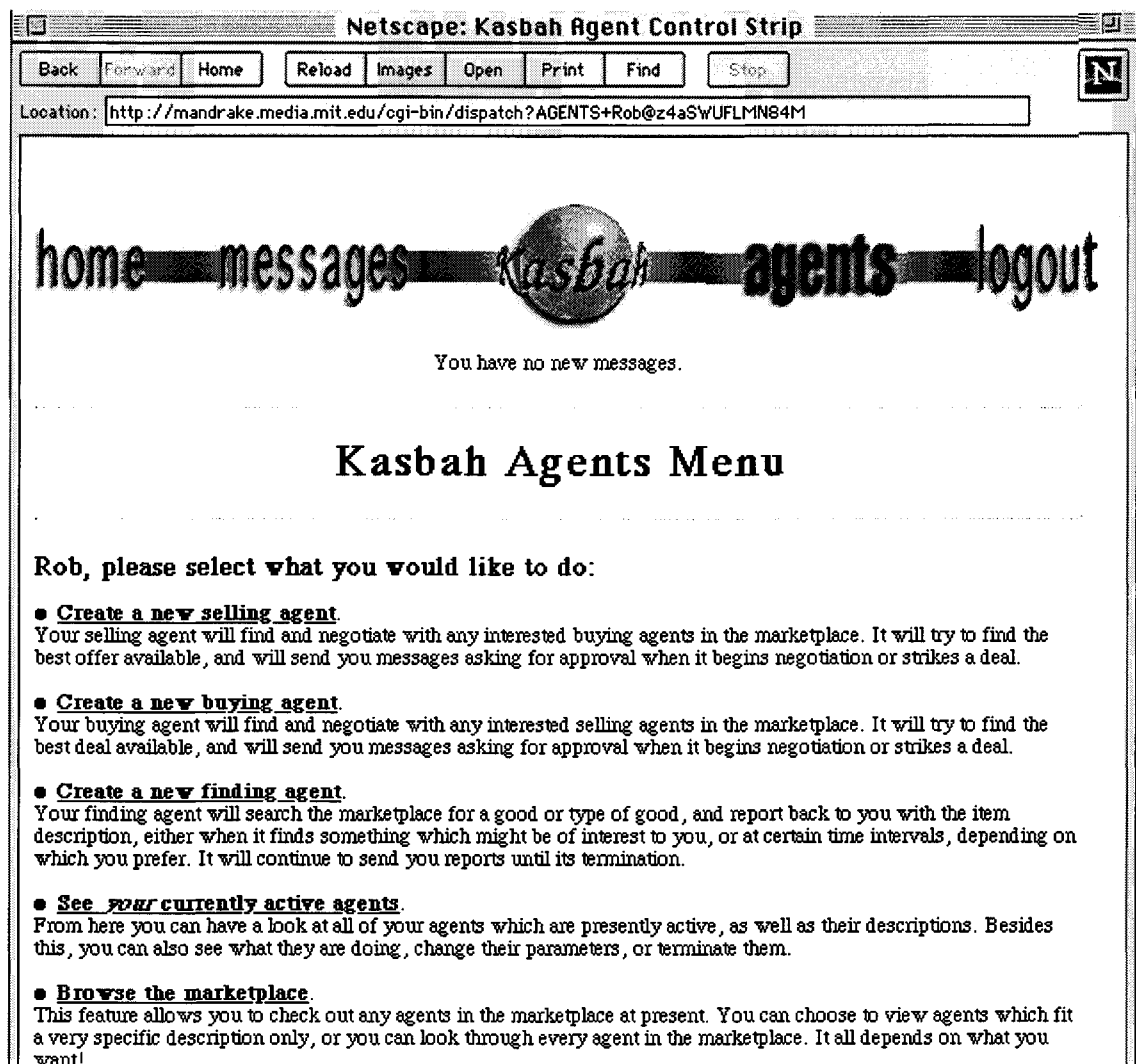 Netscape: Kasbah Agent Control Strip
Back Forward Home Reload Images Open Print Find Stop
N
Location: http://mandrake.media.mit.edu/cgi-bin/dispatch?AGENTS+Rob@z4aSWUFLMN84M
home messages Kasbah agents logout
You have no new messages.
Kasbah Agents Menu
Rob, please select what you would like to do:
● Create a new selling agent.
Your selling agent will find and negotiate with any interested buying agents in the marketplace. It will try to find the
best offer available, and will send you messages asking for approval when it begins negotiation or strikes a deal.
● Create a new buying agent.
Your buying agent will find and negotiate with any interested selling agents in the marketplace. It will try to find the
best deal available, and will send you messages asking for approval when it begins negotiation or strikes a deal.
● Create a new finding agent.
Your finding agent will search the marketplace for a good or type of good, and report back to you with the item
description, either when it finds something which might be of interest to you, or at certain time intervals, depending on
which you prefer. It will continue to send you reports until its termination.
● See your currently active agents.
From here you can have a look at all of your agents which are presently active, as well as their descriptions. Besides
this, you can also see what they are doing, change their parameters, or terminate them.
● Browse the marketplace.
This feature allows you to check out any agents in the marketplace at present. You can choose to view agents which fit
a very specific description only, or you can look through every agent in the marketplace. It all depends on what you
want!